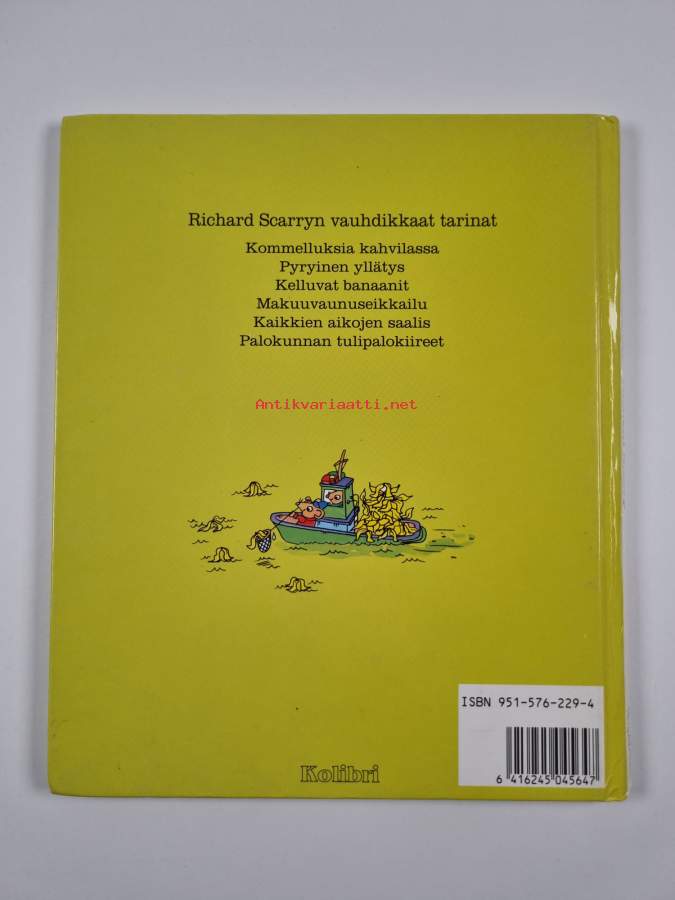 Richard Scarryn vauhdikkaat tarinat
Kommelluksia kahvilassa
Pyryinen yllätys
Kelluvat banaanit
Makuuvaunuseikkailu
Kaikkien aikojen saalis
Palokunnan tulipalokiireet
Antikvariaatti.net
ISBN 951-576-229-4
6 416245 045647
Kolibri